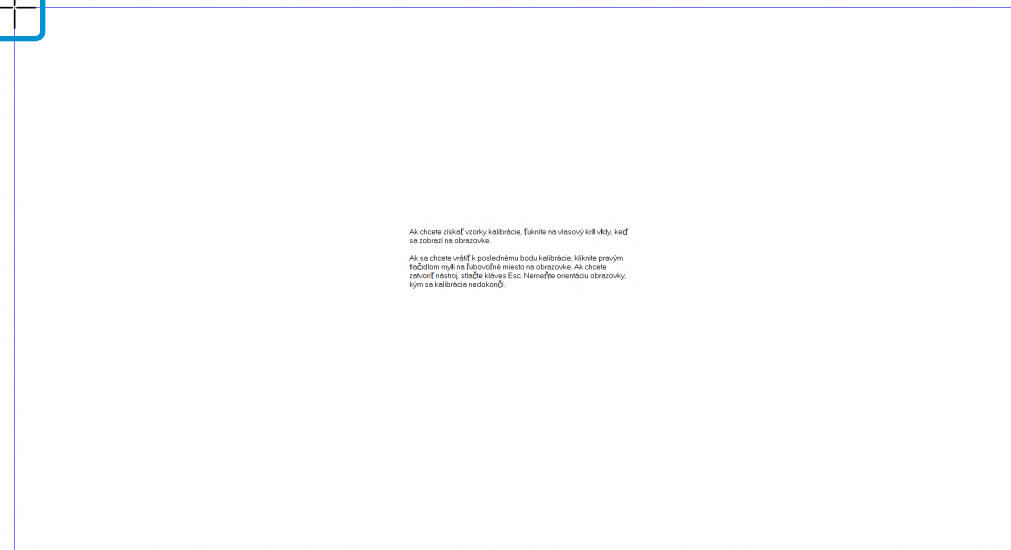 Ak chcete získať vzorky kalibrácie, ťuknite na vlasový kríž vždy, keď
sa zobrazí na obrazovke.
Ak sa chcete vrátiť k poslednému bodu kalibrácie, kliknite pravým
tlačidlom myši na ľubovoľné miesto na obrazovke. Ak chcete
zatvoriť nástroj, stlačte kláves Esc. Nemeňte orientáciu obrazovky,
kým sa kalibrácia nedokončí.